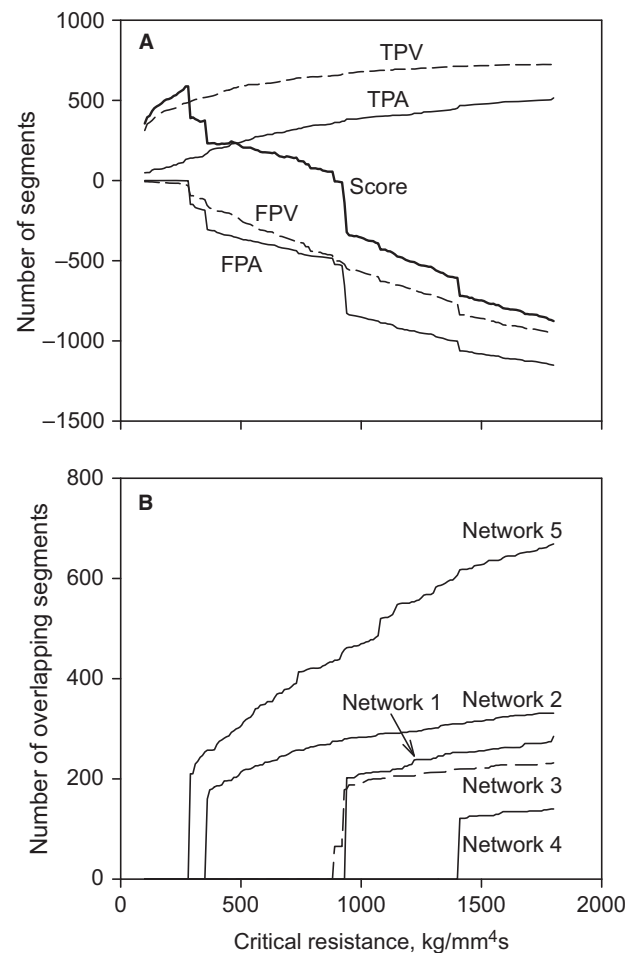 A
1000
500
0
−500
−1000
−1500
Number of segments
TPV
TPA
Score
FPV
FPA
B
800
600
400
200
0
Number of overlapping segments
Network 5
Network 2
Network 1
Network 3
Network 4
0 500 1000 1500 2000
Critical resistance, kg/mm⁴s